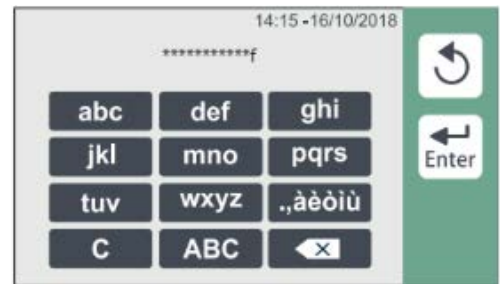 14:15 -16/10/2018
***********f
abc def ghi
jkl mno pqrs
Enter
tuv wxyz .,àèòìù
C ABC